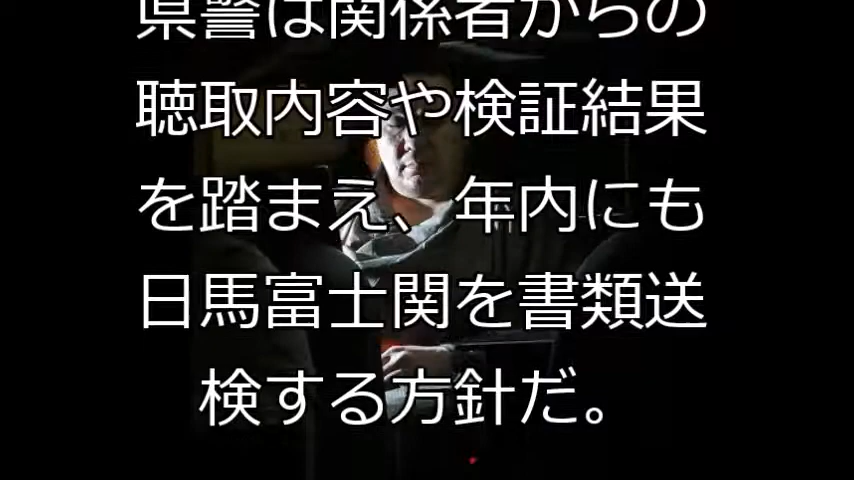 県警は関係者からの
聴取内容や検証結果
を踏まえ、年内にも
日馬富士関を書類送
検する方針だ。